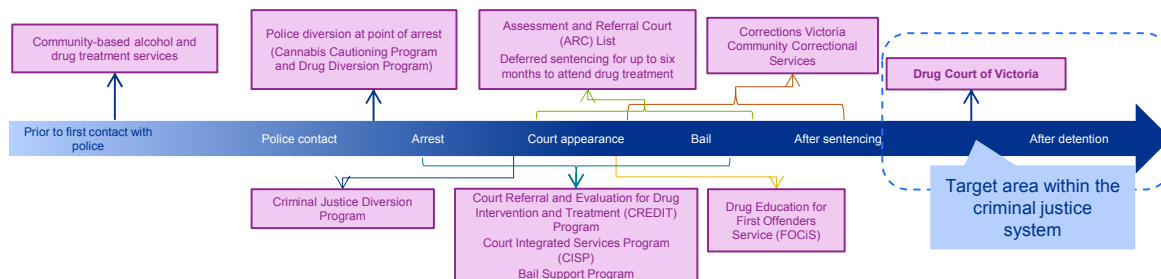 Community-based alcohol and
drug treatment services
Police diversion at point of arrest
(Cannabis Cautioning Program
and Drug Diversion Program)
Assessment and Referral Court
(ARC) List
Deferred sentencing for up to six
months to attend drug treatment
Corrections Victoria
Community Correctional
Services
Drug Court of Victoria
Prior to first contact with
police
Police contact
Arrest
Court appearance
Bail
After sentencing
After detention
Criminal Justice Diversion
Program
Court Referral and Evaluation for Drug
Intervention and Treatment (CREDIT)
Program
Court Integrated Services Program
(CISP)
Bail Support Program
Drug Education for
First Offenders
Service (FOCiS)
Target area within the
criminal justice
system